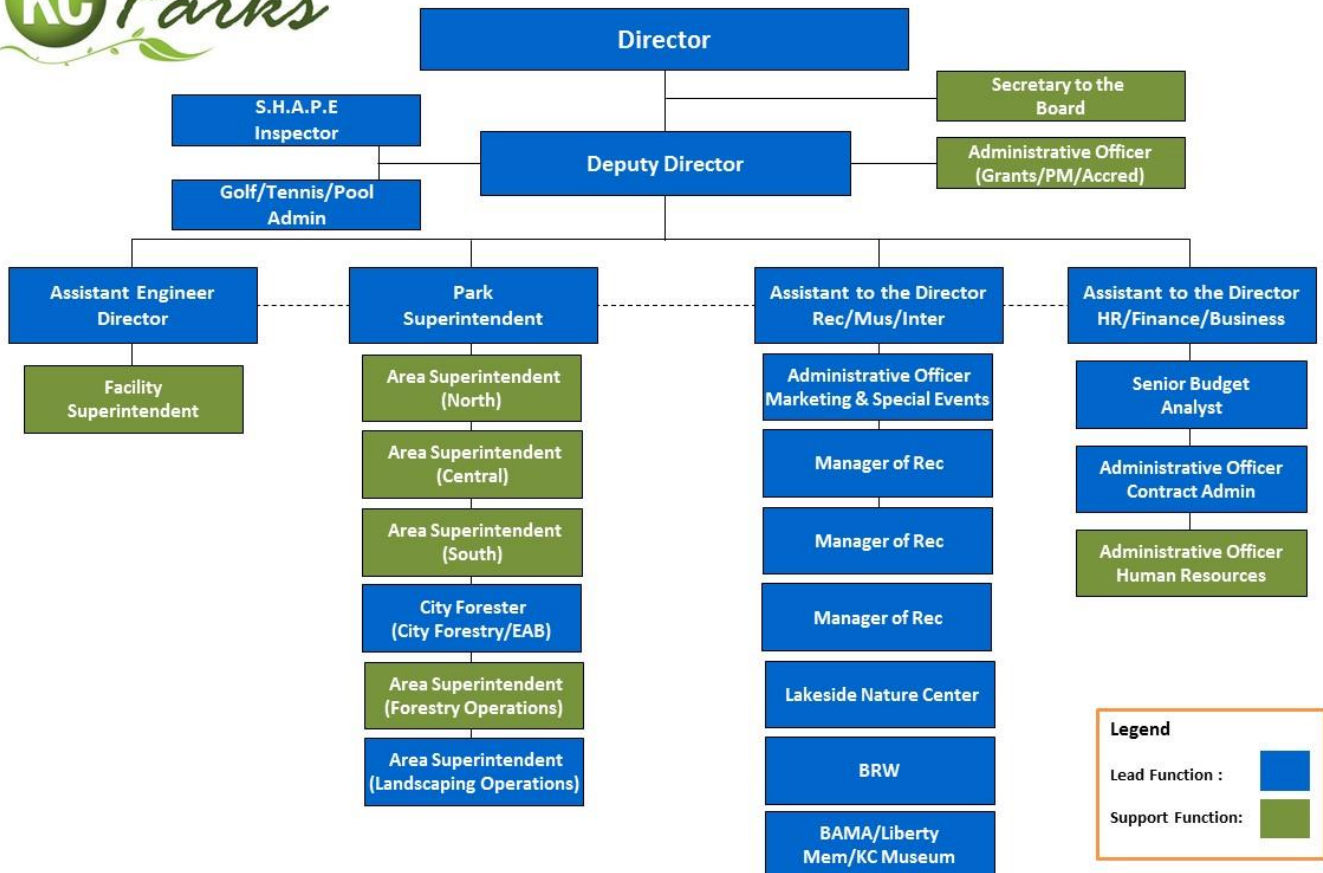 KC Parks
Director
Secretary to the
Board
S.H.A.P.E
Inspector
Deputy Director
Administrative Officer
(Grants/PM/Accred)
Golf/Tennis/Pool
Admin
Assistant Engineer
Director
Park
Superintendent
Assistant to the Director
Rec/Mus/Inter
Assistant to the Director
HR/Finance/Business
Facility
Superintendent
Area Superintendent
(North)
Area Superintendent
(Central)
Area Superintendent
(South)
City Forester
(City Forestry/EAB)
Area Superintendent
(Forestry Operations)
Area Superintendent
(Landscaping Operations)
Administrative Officer
Marketing & Special Events
Manager of Rec
Manager of Rec
Manager of Rec
Lakeside Nature Center
BRW
BAMA/Liberty
Mem/KC Museum
Senior Budget
Analyst
Administrative Officer
Contract Admin
Administrative Officer
Human Resources
Legend
Lead Function :
Support Function: